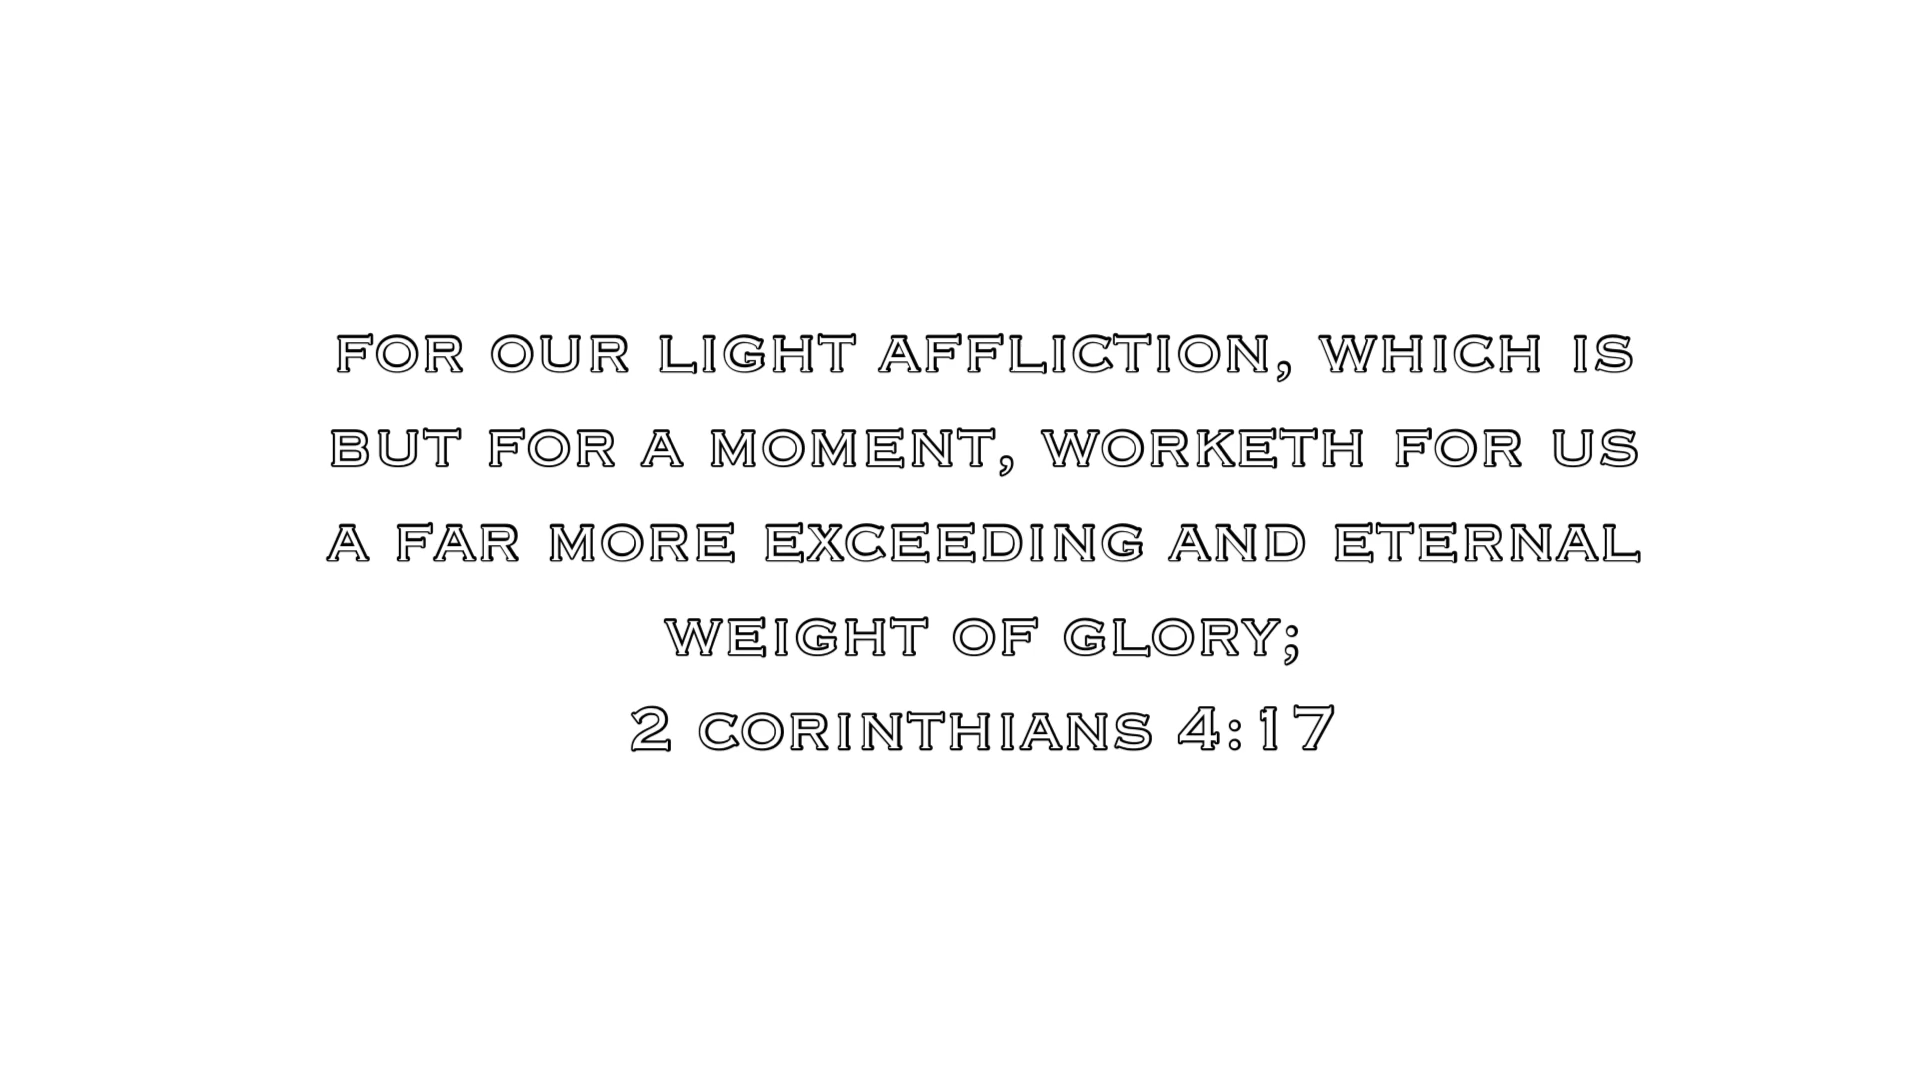 FOR OUR LIGHT AFFLICTION, WHICH IS
BUT FOR A MOMENT, WORKETH FOR US
A FAR MORE EXCEEDING AND ETERNAL
WEIGHT OF GLORY;
2 CORINTHIANS 4:17